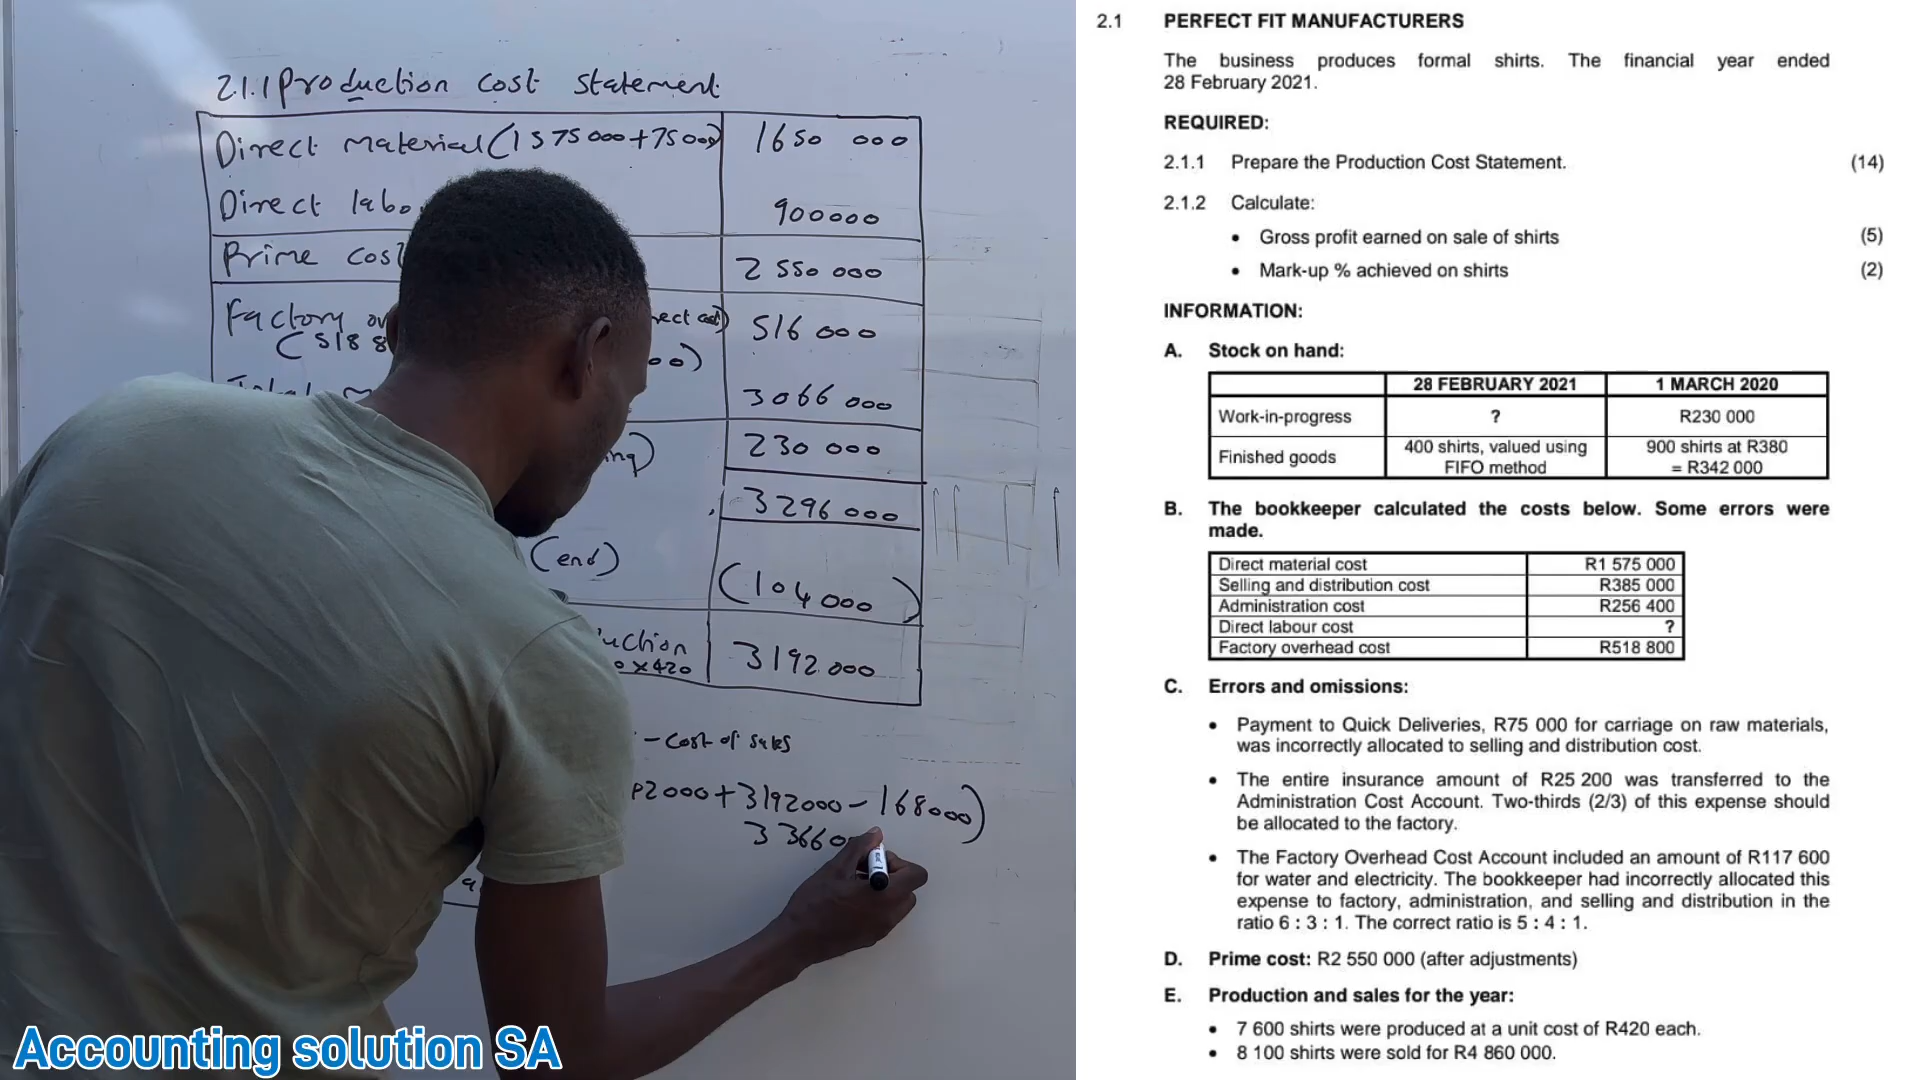 2.1.1 Production cost statement
Direct material (1575000+75000) 1650 000
Direct labo 900000
Prime cost 2 550 000
Factory ov rect cost) 516 000
(518 8 00)
3066 000
ing) 230 000
3296 000
(end)
(104 000)
uction 3192000
0 x 420
- Cost of sales
2000 + 3192000 - 168000)
33660
2.1 PERFECT FIT MANUFACTURERS
The business produces formal shirts. The financial year ended
28 February 2021.
REQUIRED:
2.1.1 Prepare the Production Cost Statement. (14)
2.1.2 Calculate:
• Gross profit earned on sale of shirts (5)
• Mark-up % achieved on shirts (2)
INFORMATION:
A. Stock on hand:
28 FEBRUARY 2021 1 MARCH 2020
Work-in-progress ? R230 000
Finished goods 400 shirts, valued using FIFO method 900 shirts at R380 = R342 000
B. The bookkeeper calculated the costs below. Some errors were
made.
Direct material cost R1 575 000
Selling and distribution cost R385 000
Administration cost R256 400
Direct labour cost ?
Factory overhead cost R518 800
C. Errors and omissions:
• Payment to Quick Deliveries, R75 000 for carriage on raw materials,
was incorrectly allocated to selling and distribution cost.
• The entire insurance amount of R25 200 was transferred to the
Administration Cost Account. Two-thirds (2/3) of this expense should
be allocated to the factory.
• The Factory Overhead Cost Account included an amount of R117 600
for water and electricity. The bookkeeper had incorrectly allocated this
expense to factory, administration, and selling and distribution in the
ratio 6 : 3 : 1. The correct ratio is 5 : 4 : 1.
D. Prime cost: R2 550 000 (after adjustments)
E. Production and sales for the year:
• 7 600 shirts were produced at a unit cost of R420 each.
• 8 100 shirts were sold for R4 860 000.
Accounting solution SA